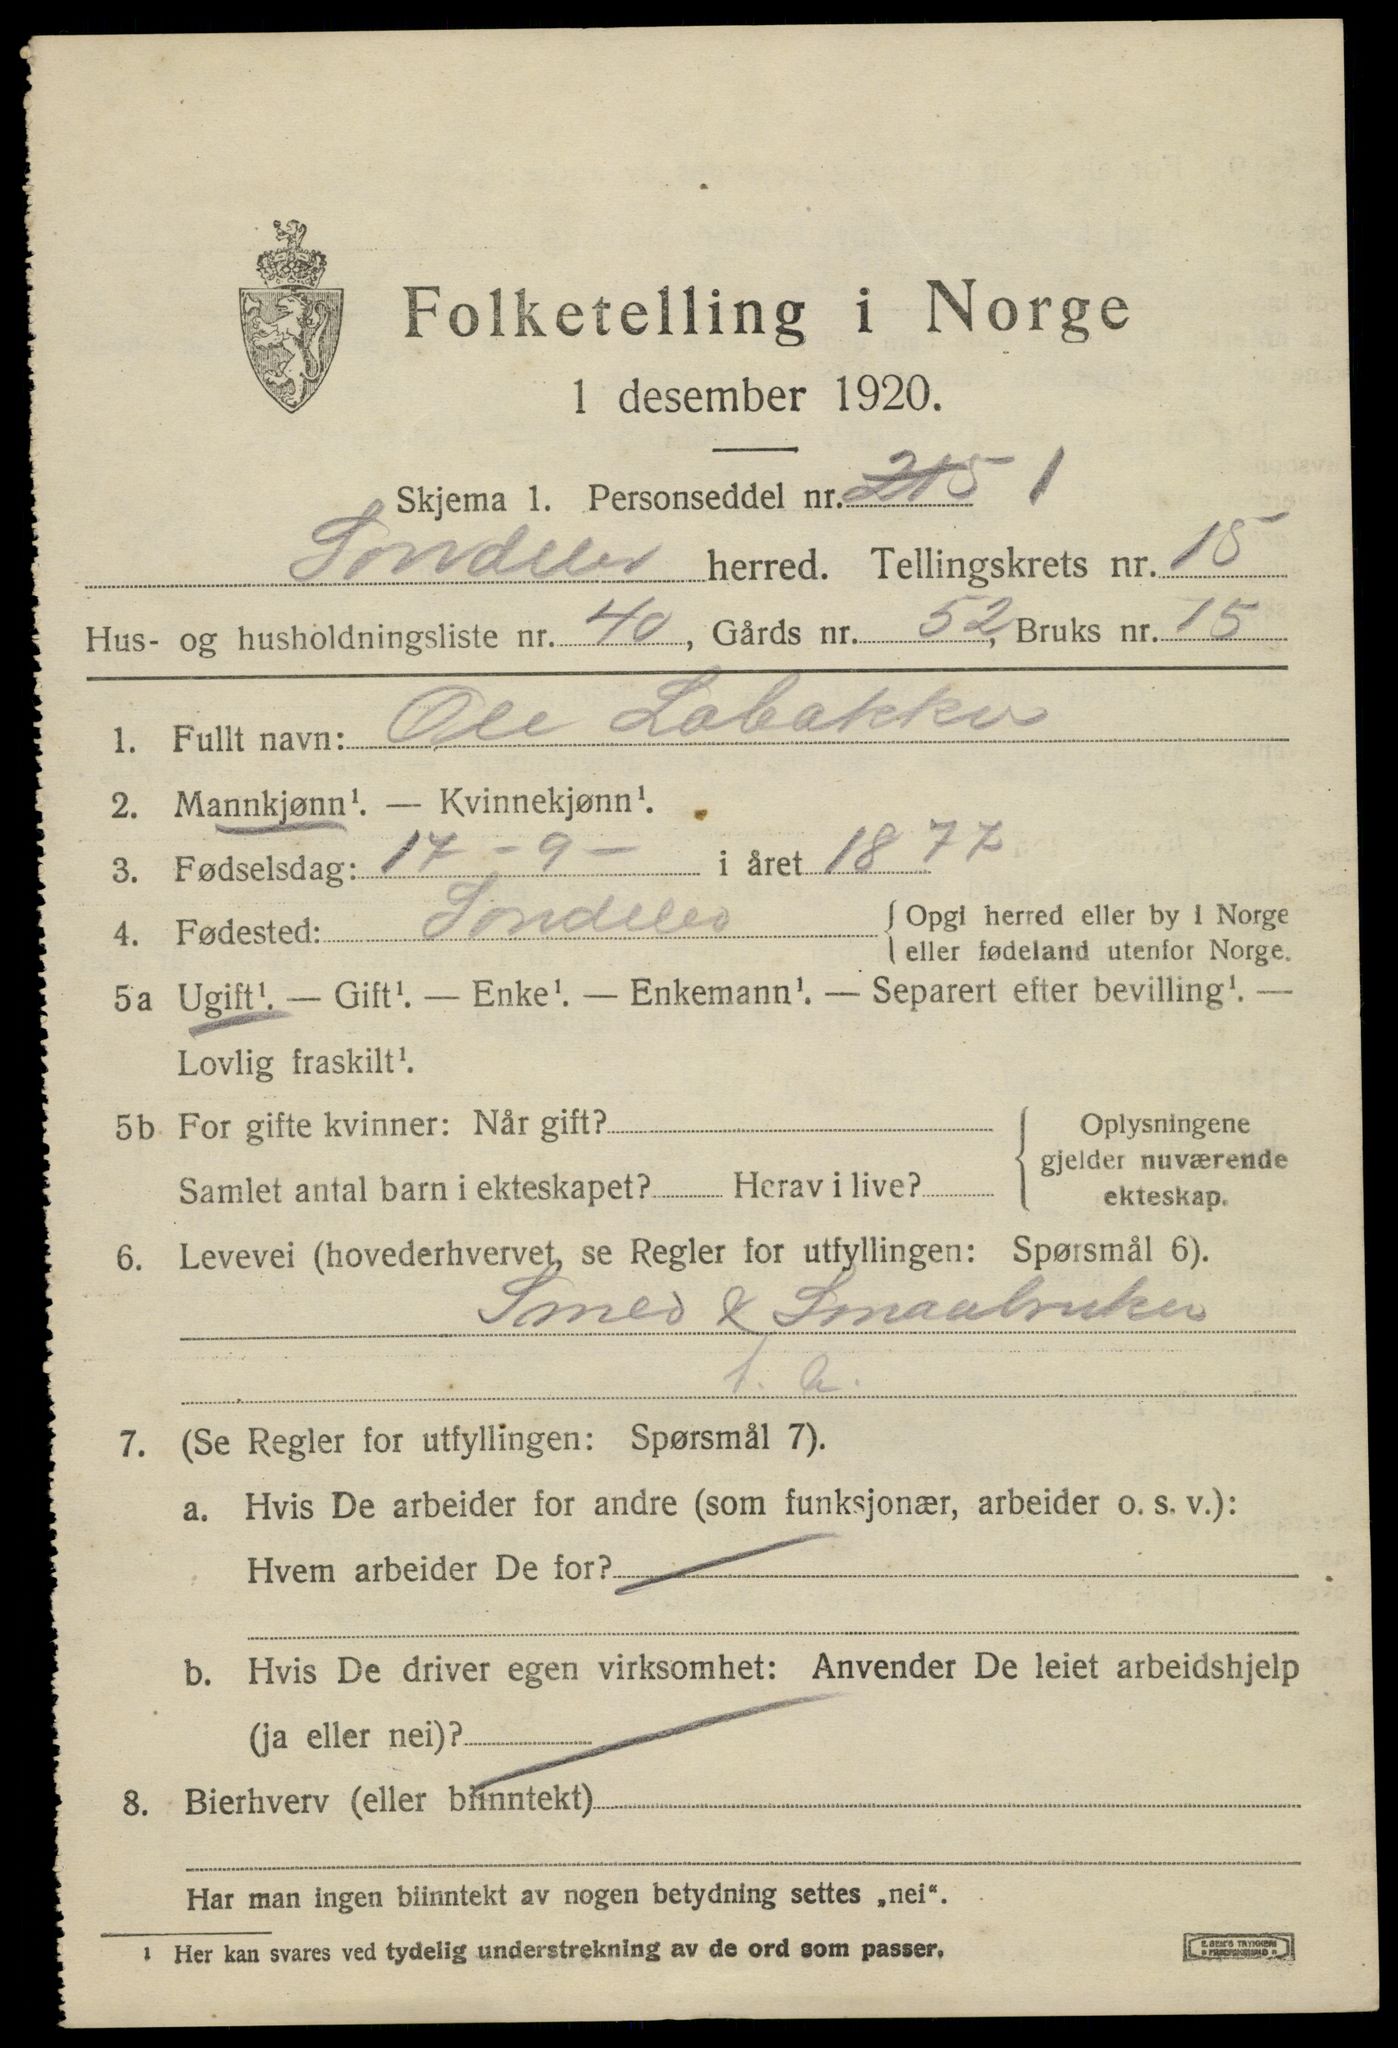 Folketelling i Norge
1 desember 1920.
Skjema 1. Personseddel nr. 215 1
Søndeled herred. Tellingskrets nr. 15
Hus- og husholdningsliste nr. 40, Gårds nr. 52, Bruks nr. 15
1. Fullt navn: Ole Løbakken
2. Mannkjønn¹. — Kvinnekjønn¹.
3. Fødselsdag: 17 - 9 - i året 1877
4. Fødested: Søndeled { Opgi herred eller by i Norge
eller fødeland utenfor Norge.
5a Ugift¹. — Gift¹. — Enke¹. — Enkemann¹. — Separert efter bevilling¹. —
Lovlig fraskilt¹.
5b For gifte kvinner: Når gift? { Oplysningene
gjelder nuværende
Samlet antal barn i ekteskapet? Herav i live?
ekteskap.
6. Levevei (hovederhvervet, se Regler for utfyllingen: Spørsmål 6).
Smed & Smaabruker
7. (Se Regler for utfyllingen: Spørsmål 7).
a. Hvis De arbeider for andre (som funksjonær, arbeider o. s. v.):
Hvem arbeider De for?
b. Hvis De driver egen virksomhet: Anvender De leiet arbeidshjelp
(ja eller nei)?
8. Bierhverv (eller biinntekt)
Har man ingen biinntekt av nogen betydning settes „nei“.
¹ Her kan svares ved tydelig understrekning av de ord som passer.